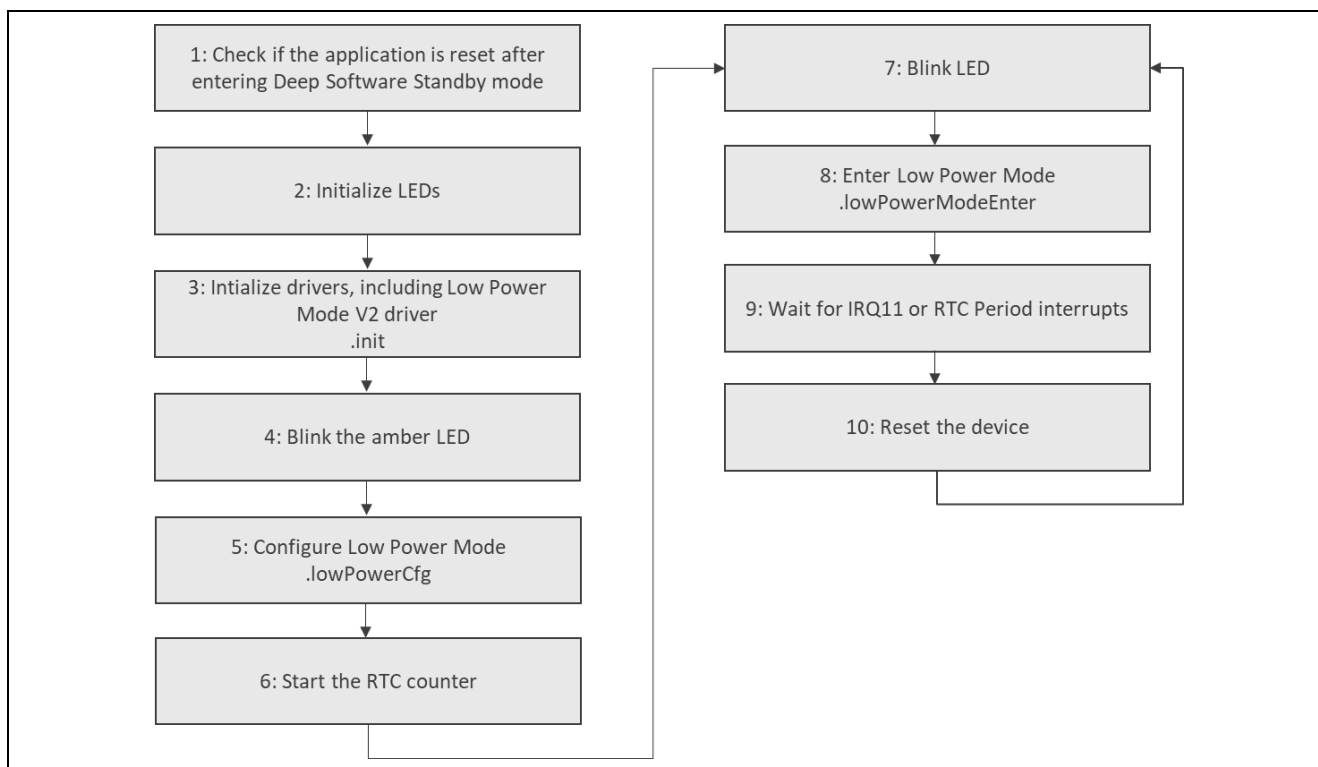 1: Check if the application is reset after
entering Deep Software Standby mode
2: Initialize LEDs
3: Intialize drivers, including Low Power
Mode V2 driver
.init
4: Blink the amber LED
5: Configure Low Power Mode
.lowPowerCfg
6: Start the RTC counter
7: Blink LED
8: Enter Low Power Mode
.lowPowerModeEnter
9: Wait for IRQ11 or RTC Period interrupts
10: Reset the device